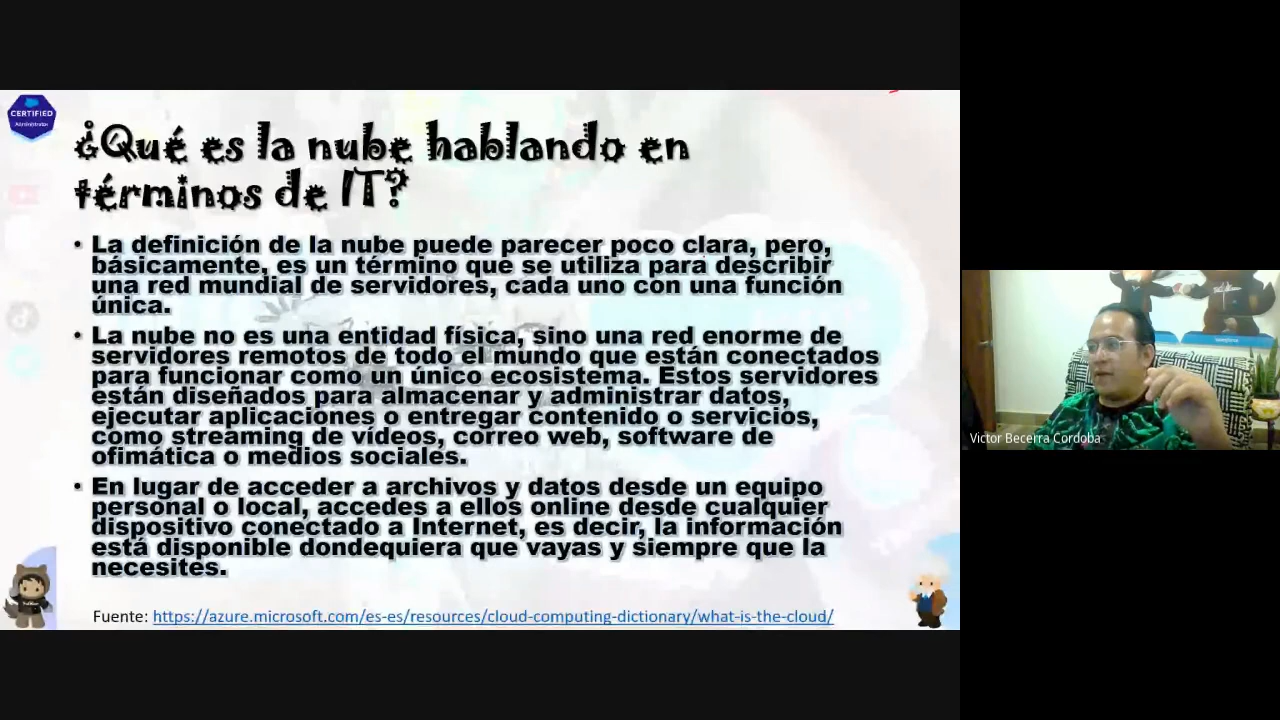 CERTIFIED
Administrator
¿Qué es la nube hablando en
términos de IT?
• La definición de la nube puede parecer poco clara, pero,
básicamente, es un término que se utiliza para describir
una red mundial de servidores, cada uno con una función
única.
• La nube no es una entidad física, sino una red enorme de
servidores remotos de todo el mundo que están conectados
para funcionar como un único ecosistema. Estos servidores
están diseñados para almacenar y administrar datos,
ejecutar aplicaciones o entregar contenido o servicios,
como streaming de vídeos, correo web, software de
ofimática o medios sociales.
• En lugar de acceder a archivos y datos desde un equipo
personal o local, accedes a ellos online desde cualquier
dispositivo conectado a Internet, es decir, la información
está disponible dondequiera que vayas y siempre que la
necesites.
Fuente: https://azure.microsoft.com/es-es/resources/cloud-computing-dictionary/what-is-the-cloud/
Victor Becerra Cordoba